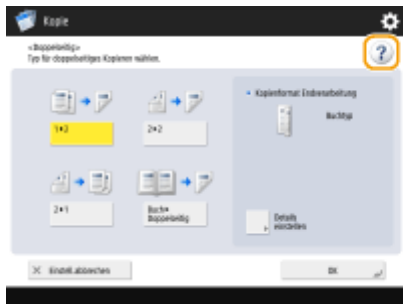 Kopie
<Doppelseitig>
Typ für doppelseitiges Kopieren wählen.
?
• Kopienformat Endverarbeitung
Buchtyp
1▸2
2▸2
2▸1
Buch▸
Doppelseitig
Details
einstellen
× Einstell.abbrechen
OK